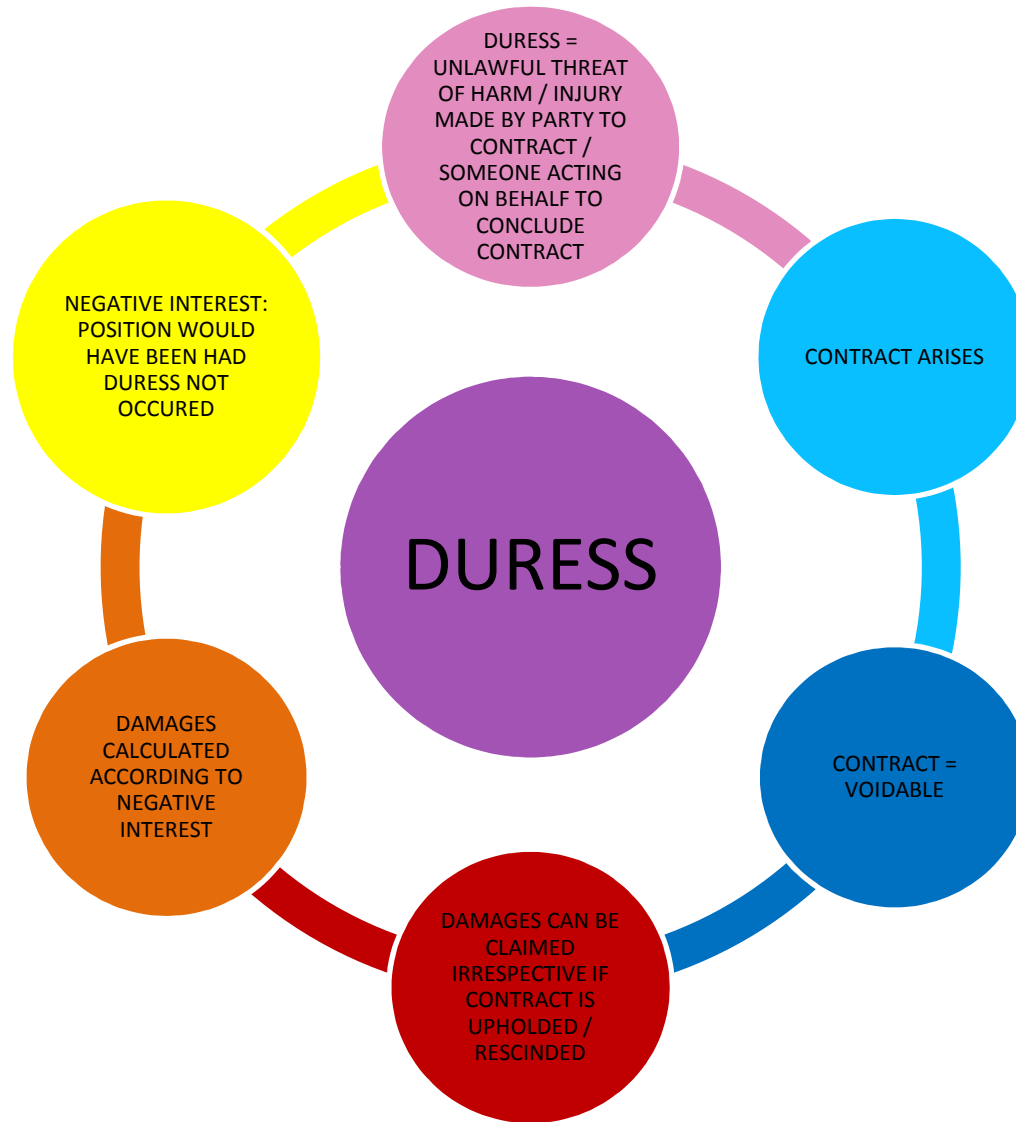 DURESS =
UNLAWFUL THREAT
OF HARM / INJURY
MADE BY PARTY TO
CONTRACT /
SOMEONE ACTING
ON BEHALF TO
CONCLUDE
CONTRACT
CONTRACT ARISES
CONTRACT =
VOIDABLE
DAMAGES CAN BE
CLAIMED
IRRESPECTIVE IF
CONTRACT IS
UPHOLDED /
RESCINDED
DAMAGES
CALCULATED
ACCORDING TO
NEGATIVE
INTEREST
NEGATIVE INTEREST:
POSITION WOULD
HAVE BEEN HAD
DURESS NOT
OCCURED
DURESS